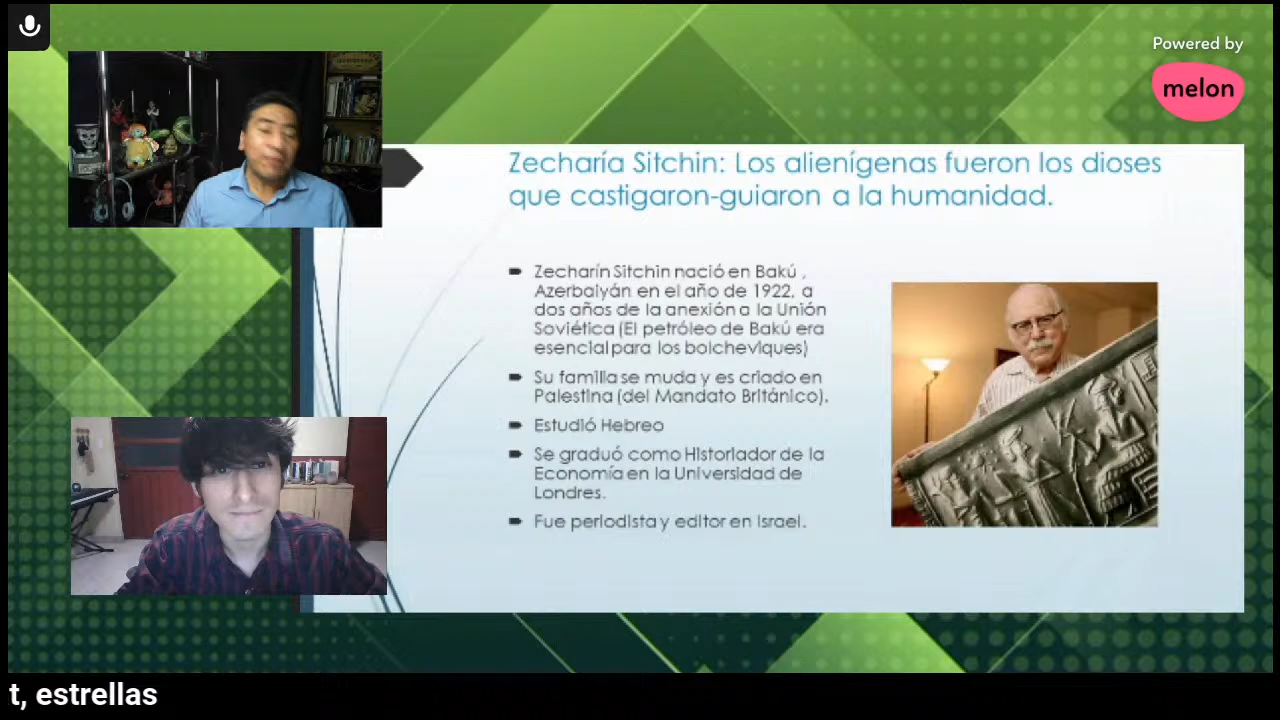 Powered by
melon
Zecharía Sitchin: Los alienígenas fueron los dioses
que castigaron-guiaron a la humanidad.
Zecharín Sitchin nació en Bakú ,
Azerbaiyán en el año de 1922, a
dos años de la anexión a la Unión
Soviética (El petróleo de Bakú era
esencial para los bolcheviques)
Su familia se muda y es criado en
Palestina (del Mandato Británico).
Estudió Hebreo
Se graduó como Historiador de la
Economía en la Universidad de
Londres.
Fue periodista y editor en Israel.
t, estrellas